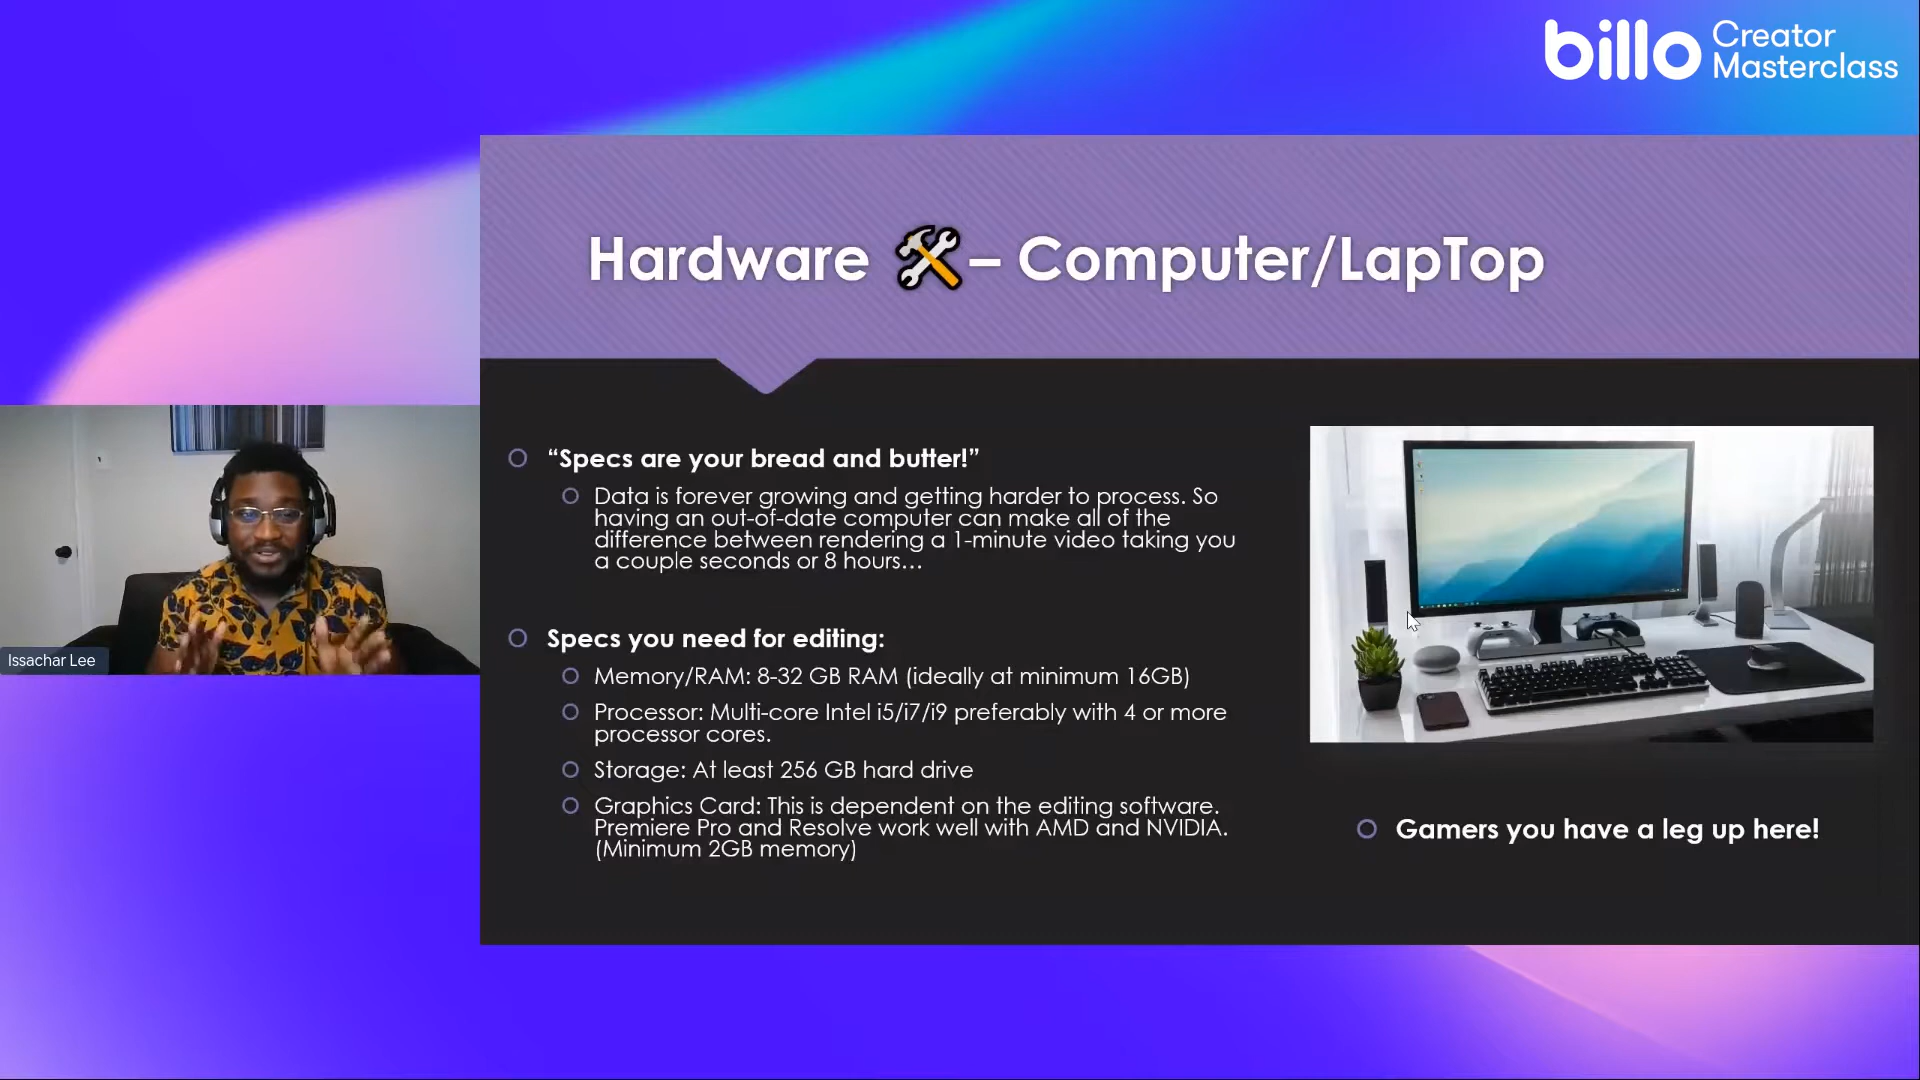 billo Creator
Masterclass
Hardware 🛠 – Computer/LapTop
“Specs are your bread and butter!”
Data is forever growing and getting harder to process. So
having an out-of-date computer can make all of the
difference between rendering a 1-minute video taking you
a couple seconds or 8 hours...
Specs you need for editing:
Memory/RAM: 8-32 GB RAM (ideally at minimum 16GB)
Processor: Multi-core Intel i5/i7/i9 preferably with 4 or more
processor cores.
Storage: At least 256 GB hard drive
Graphics Card: This is dependent on the editing software.
Premiere Pro and Resolve work well with AMD and NVIDIA.
(Minimum 2GB memory)
Gamers you have a leg up here!
Issachar Lee